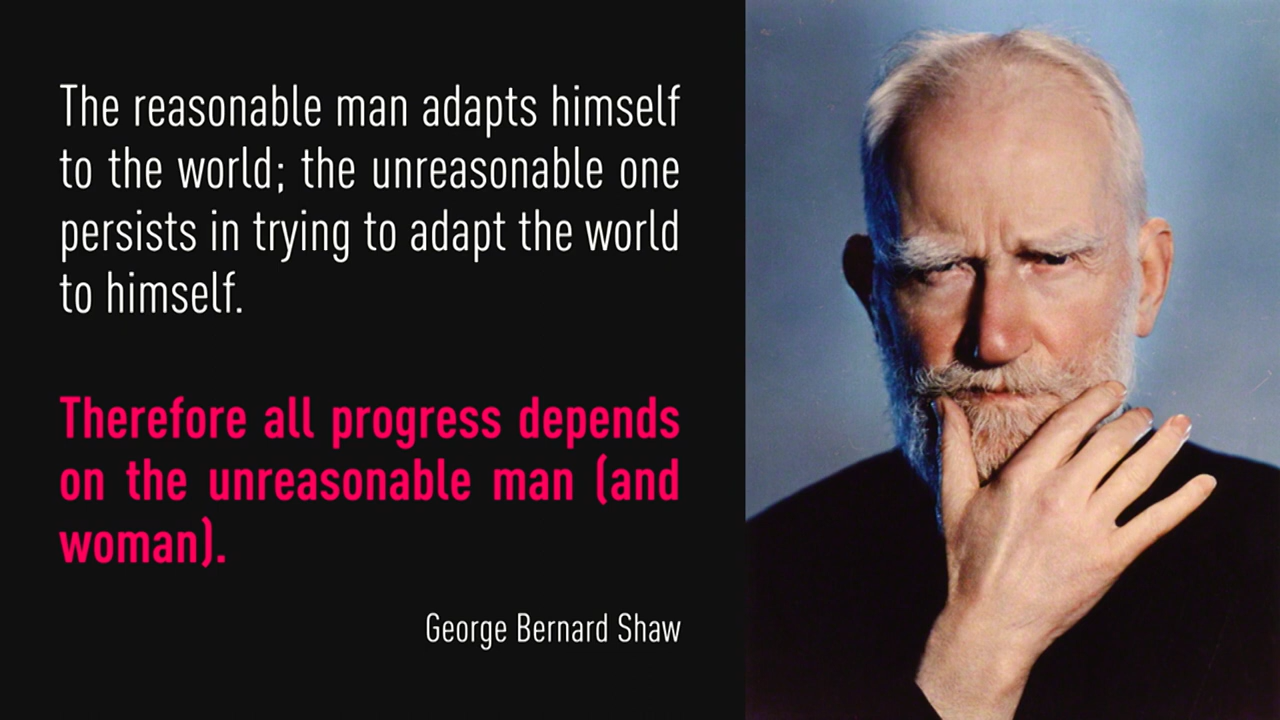 The reasonable man adapts himself
to the world; the unreasonable one
persists in trying to adapt the world
to himself.
Therefore all progress depends
on the unreasonable man (and
woman).
George Bernard Shaw